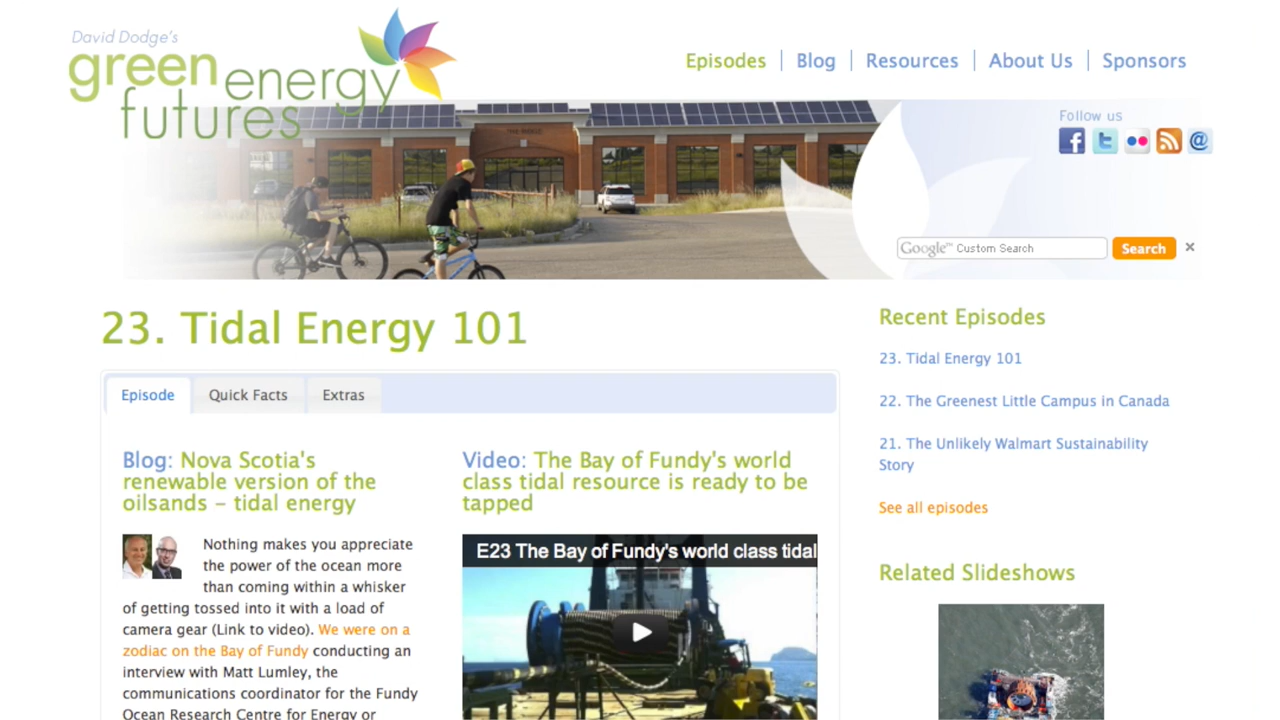 David Dodge's
green energy
futures
Episodes
Blog
Resources
About Us
Sponsors
Follow us
Google™ Custom Search
Search
23. Tidal Energy 101
Episode
Quick Facts
Extras
Blog: Nova Scotia's
renewable version of the
oilsands – tidal energy
Nothing makes you appreciate
the power of the ocean more
than coming within a whisker
of getting tossed into it with a load of
camera gear (Link to video). We were on a
zodiac on the Bay of Fundy conducting an
interview with Matt Lumley, the
communications coordinator for the Fundy
Ocean Research Centre for Energy or
Video: The Bay of Fundy's world
class tidal resource is ready to be
tapped
E23 The Bay of Fundy's world class tidal
Recent Episodes
23. Tidal Energy 101
22. The Greenest Little Campus in Canada
21. The Unlikely Walmart Sustainability
Story
See all episodes
Related Slideshows